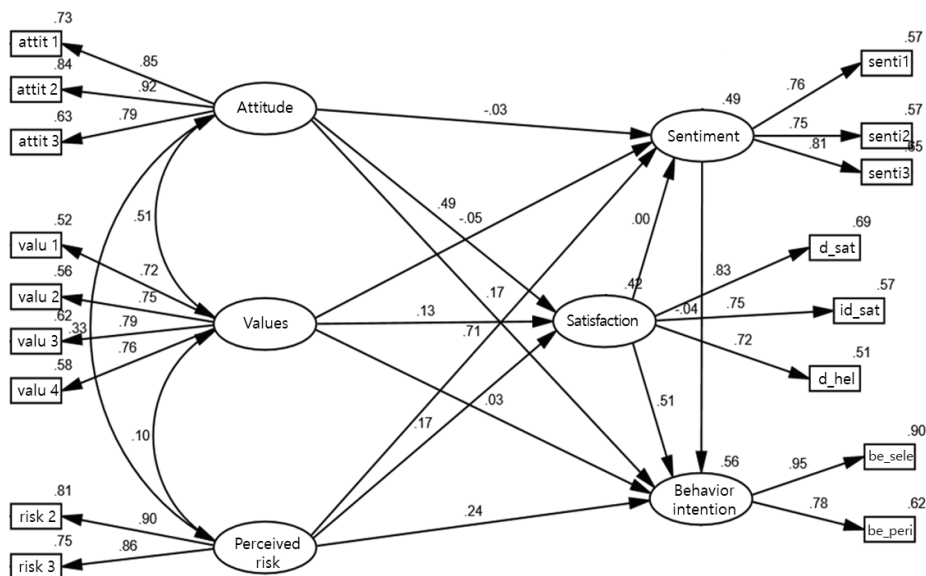 .73
attit 1
.85
.84
attit 2
.92
.63
attit 3
.79
Attitude
-.03
.49
Sentiment
.76
.57
senti1
.75
.57
senti2
.81
.65
senti3
.51
.49
-.05
.00
.52
valu 1
.72
.56
valu 2
.75
.62
valu 3
.79
.33
.58
valu 4
.76
Values
.13
.17
.71
.42
Satisfaction
-.04
.83
.69
d_sat
.75
.57
id_sat
.72
.51
d_hel
.10
.17
.03
.51
.81
risk 2
.90
.75
risk 3
.86
Perceived
risk
.24
.56
Behavior
intention
.95
.90
be_sele
.78
.62
be_peri